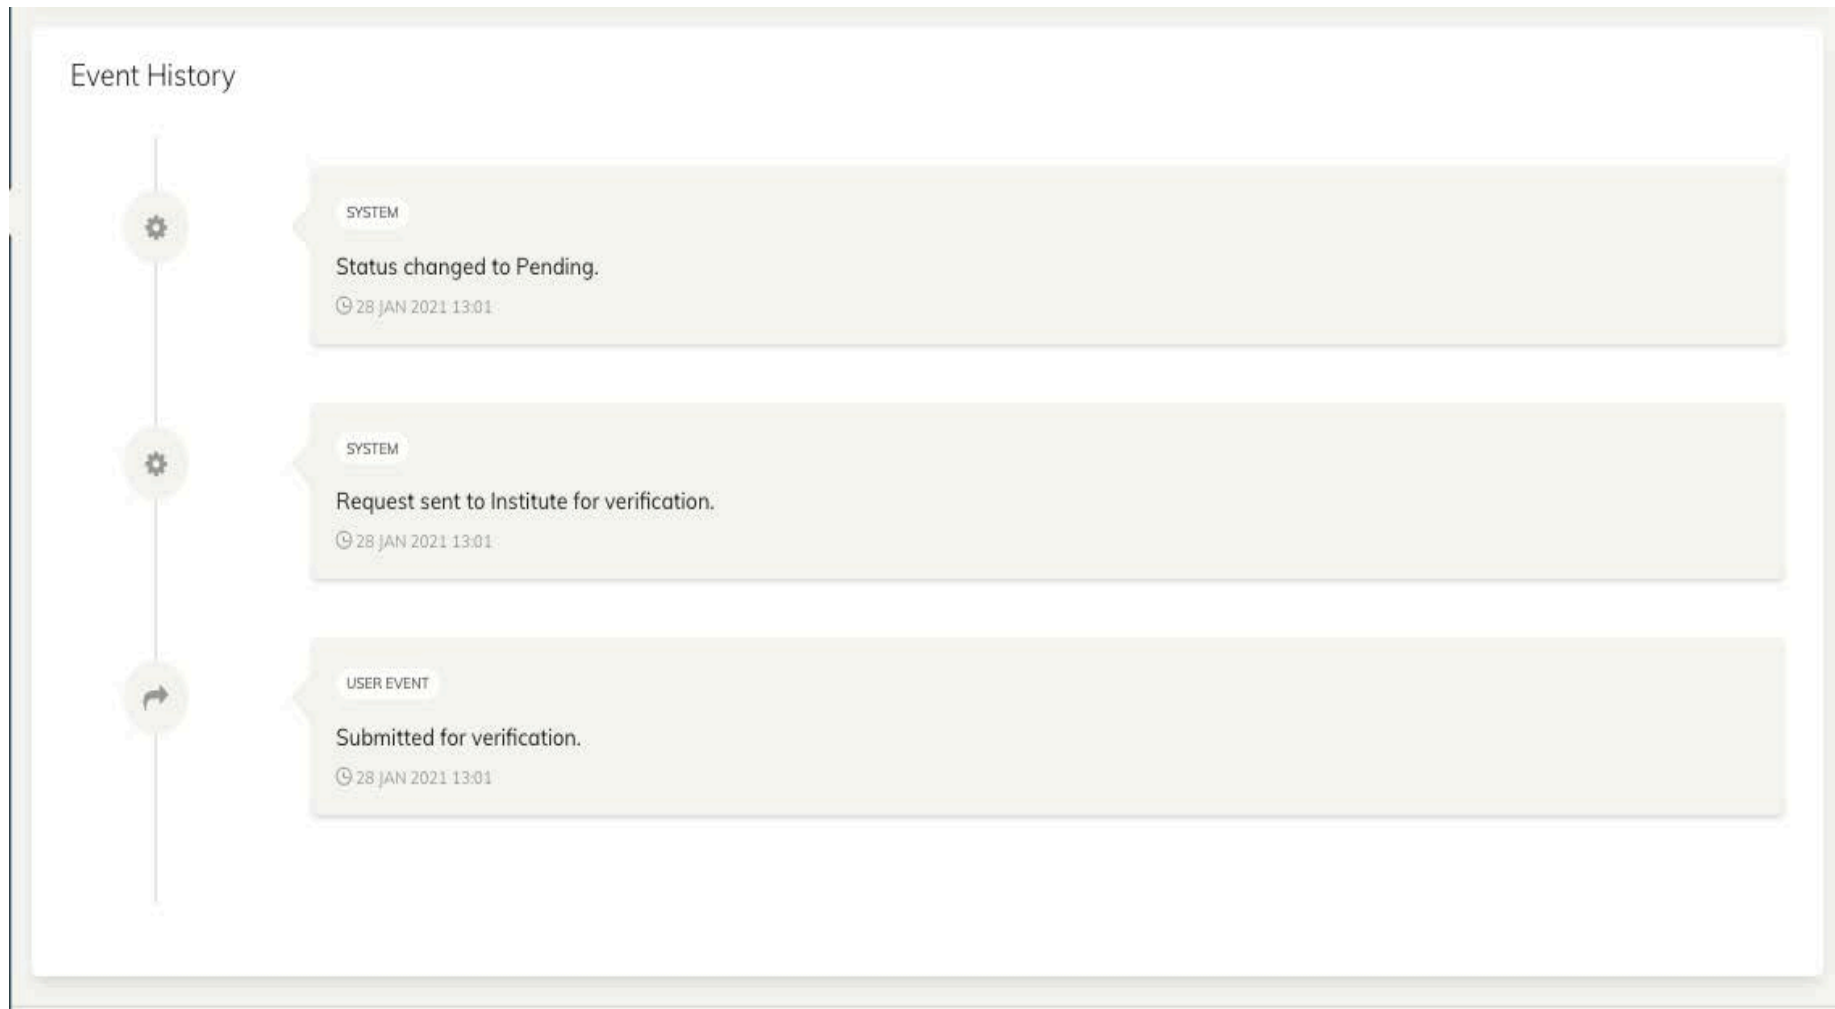 Event History
SYSTEM
Status changed to Pending.
28 JAN 2021 13:01
SYSTEM
Request sent to Institute for verification.
28 JAN 2021 13:01
USER EVENT
Submitted for verification.
28 JAN 2021 13:01